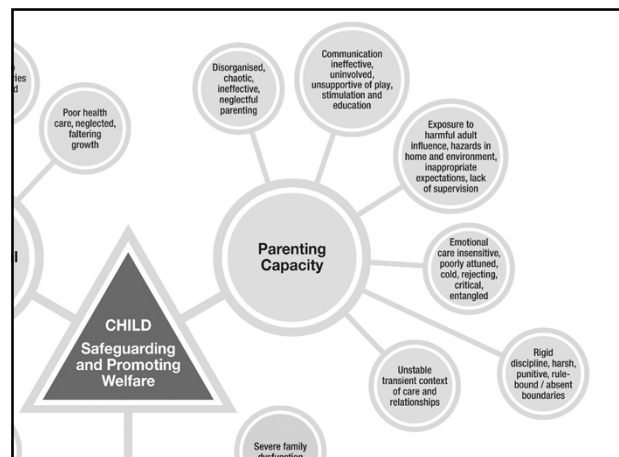 ries
d
Poor health
care, neglected,
faltering
growth
l
CHILD
Safeguarding
and Promoting
Welfare
Parenting
Capacity
Disorganised,
chaotic,
ineffective,
neglectful
parenting
Communication
ineffective,
uninvolved,
unsupportive of play,
stimulation and
education
Exposure to
harmful adult
influence, hazards in
home and environment,
inappropriate
expectations, lack
of supervision
Emotional
care insensitive,
poorly attuned,
cold, rejecting,
critical,
entangled
Rigid
discipline, harsh,
punitive, rule-
bound / absent
boundaries
Unstable
transient context
of care and
relationships
Severe family
dysfunction